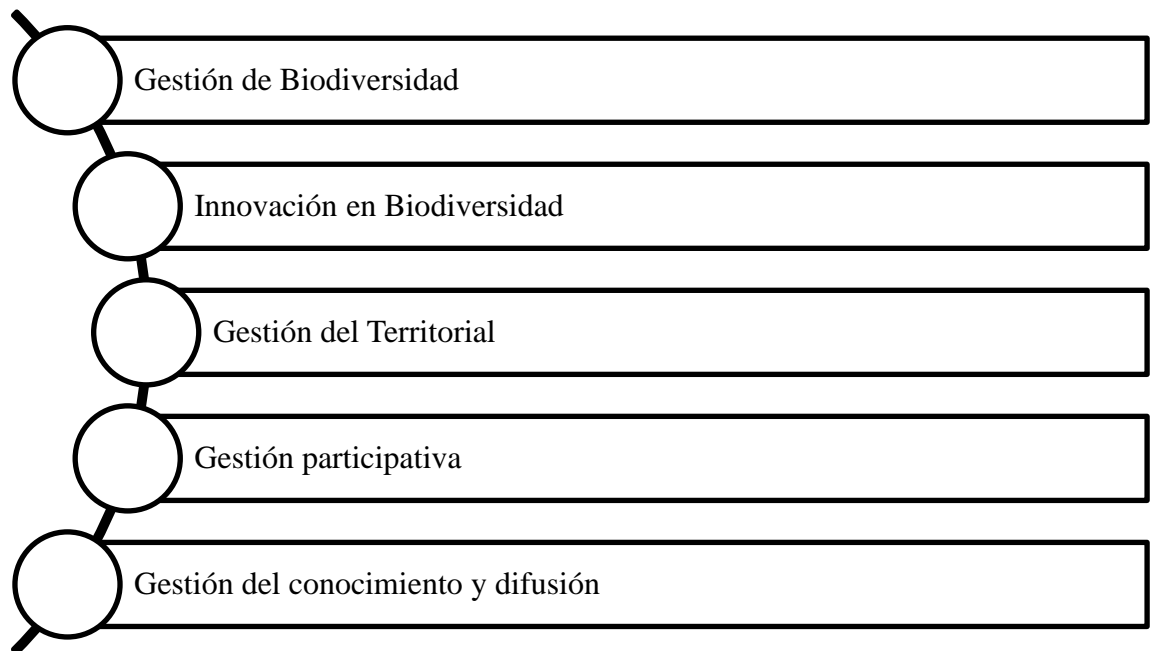 Gestión de Biodiversidad
Innovación en Biodiversidad
Gestión del Territorial
Gestión participativa
Gestión del conocimiento y difusión